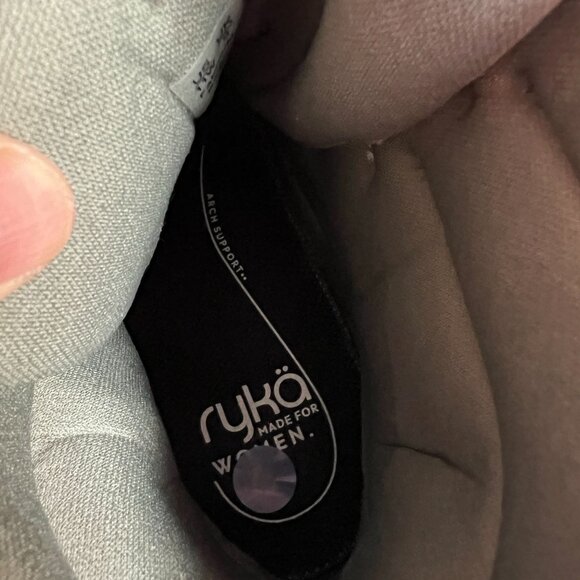 ARCH SUPPORT••
rykä
MADE FOR
WOMEN.